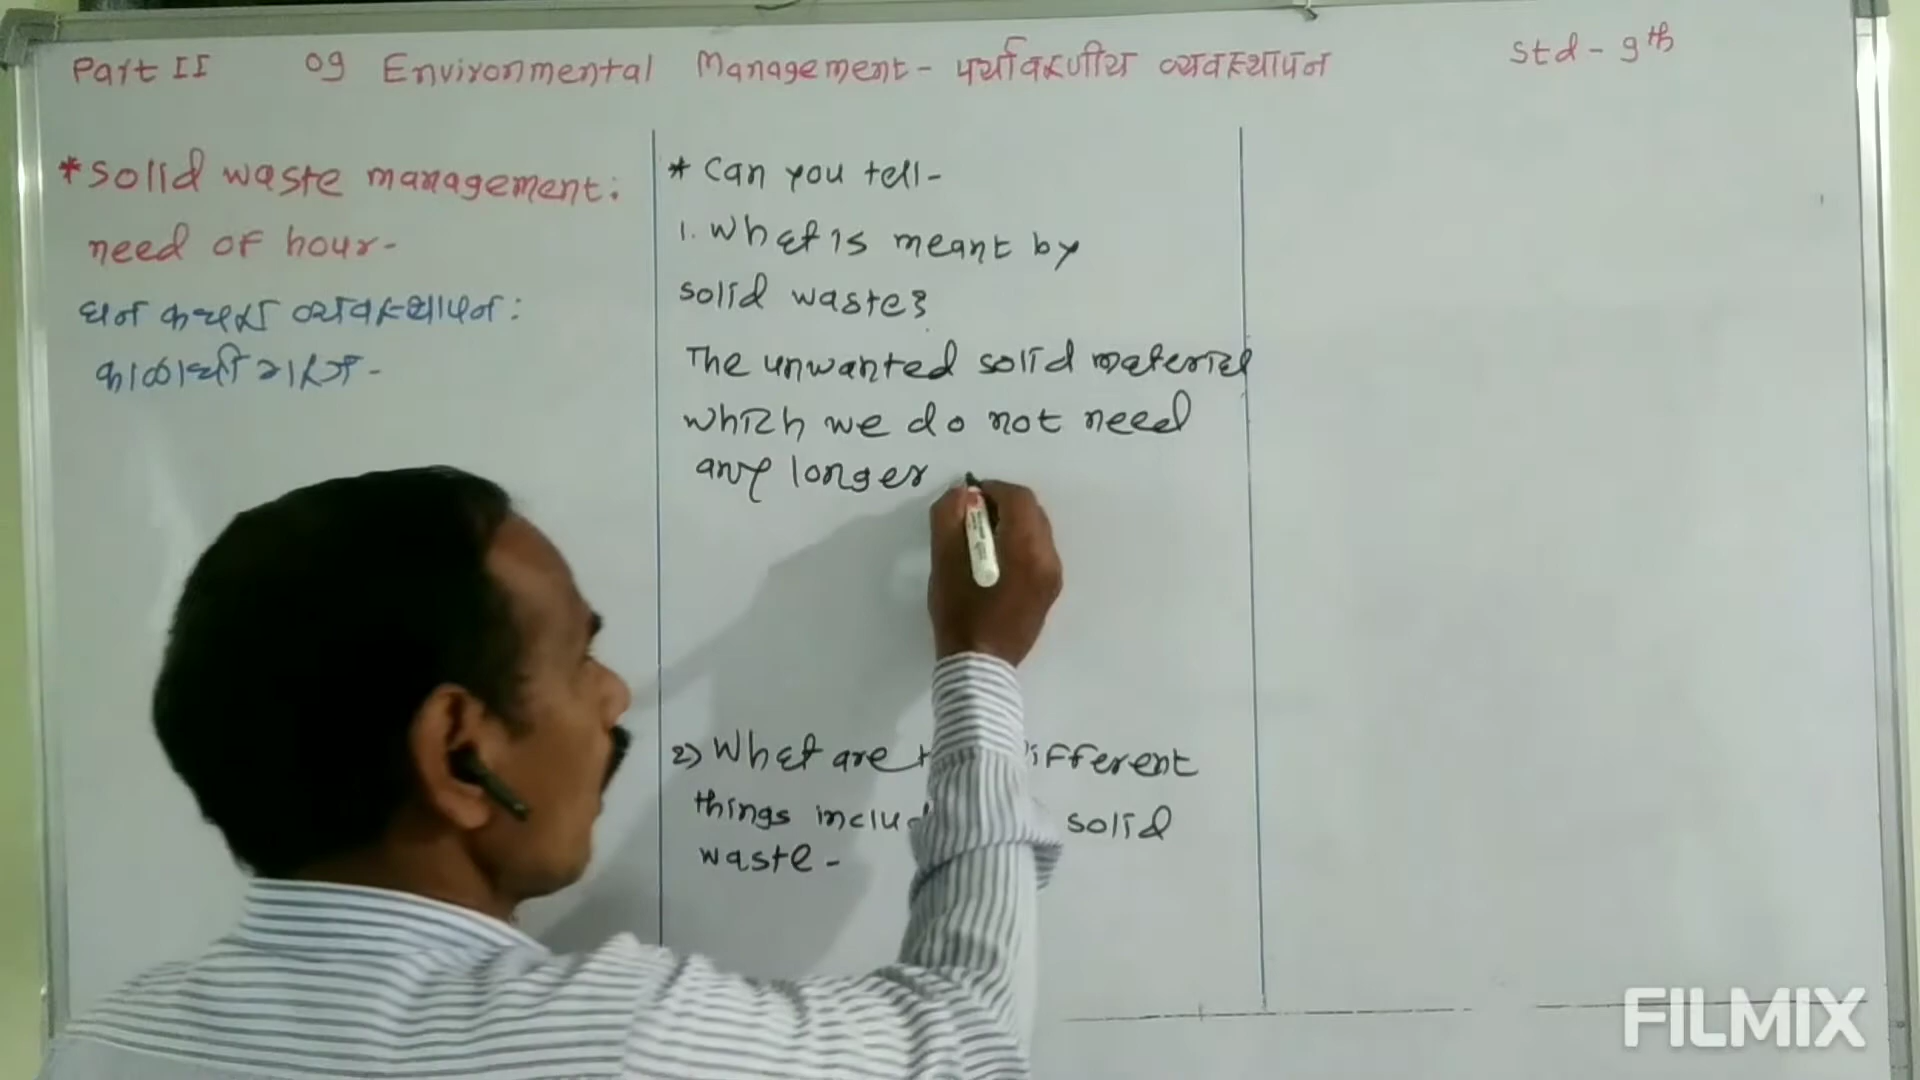 Part II 09 Environmental Management - पर्यावरणीय व्यवस्थापन Std - 9th
* Solid waste management:
need of hour -
घन कचरा व्यवस्थापन :
काळाची गरज -
* Can you tell -
1. What is meant by
solid waste?
The unwanted solid material
which we do not need
any longer
2) What are different
things solid
waste -
FILMIX